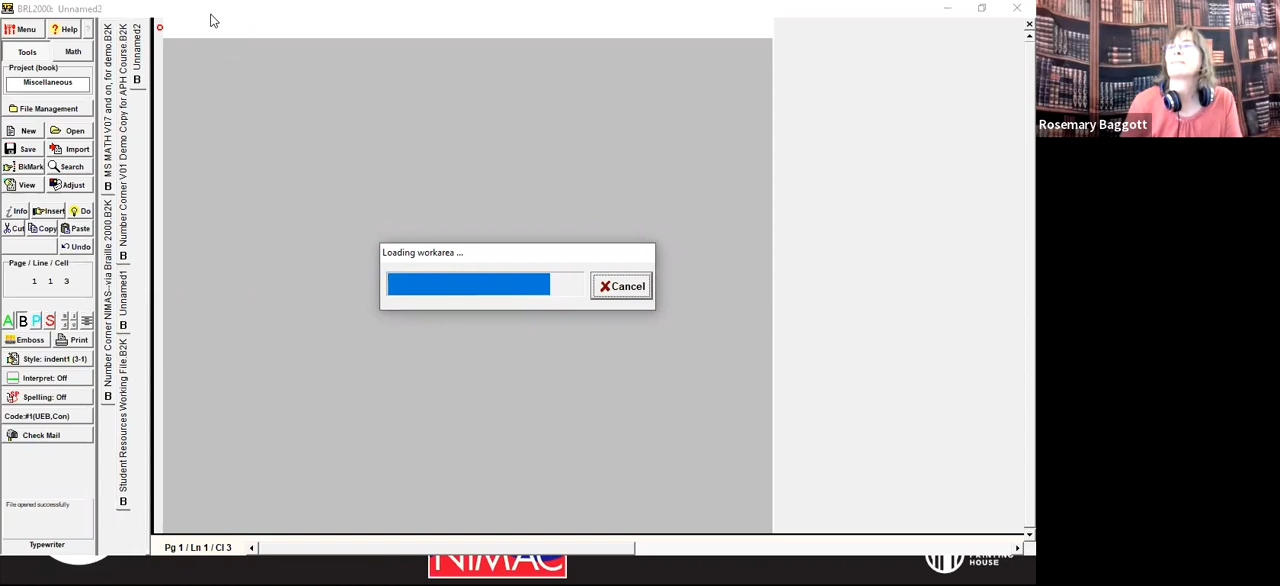 BRL2000: Unnamed2
Menu
? Help
?
Tools
Math
Project (book)
Miscellaneous
File Management
New
Open
Save
Import
BkMark
Search
View
Adjust
Info
Insert
Do
Cut
Copy
Paste
Undo
Page / Line / Cell
1 1 3
A B P S
Emboss
Print
Style: indent1 (3-1)
Interpret: Off
Spelling: Off
Code:#1(UEB,Con)
Check Mail
File opened successfully
Typewriter
B Number Corner NIMAS--via Braille 2000.B2K
B MS MATH V07 and on, for demo.B2K
B Student Resources Working File.B2K
B Unnamed1
B Number Corner V01 Demo Copy for APH Course.B2K
B Unnamed2
Loading workarea ...
Cancel
Pg 1 / Ln 1 / Cl 3
NIMAC
PRINTING
HOUSE
Rosemary Baggott